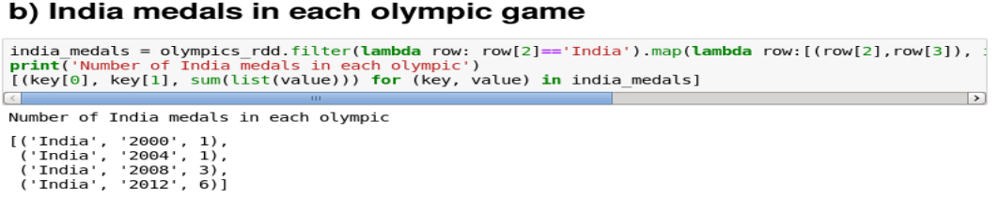 b) India medals in each olympic game
india_medals = olympics_rdd.filter(lambda row: row[2]=='India').map(lambda row:[(row[2],row[3]),
print('Number of India medals in each olympic')
[(key[0], key[1], sum(list(value))) for (key, value) in india_medals]
Number of India medals in each olympic
[('India', '2000', 1),
('India', '2004', 1),
('India', '2008', 3),
('India', '2012', 6)]